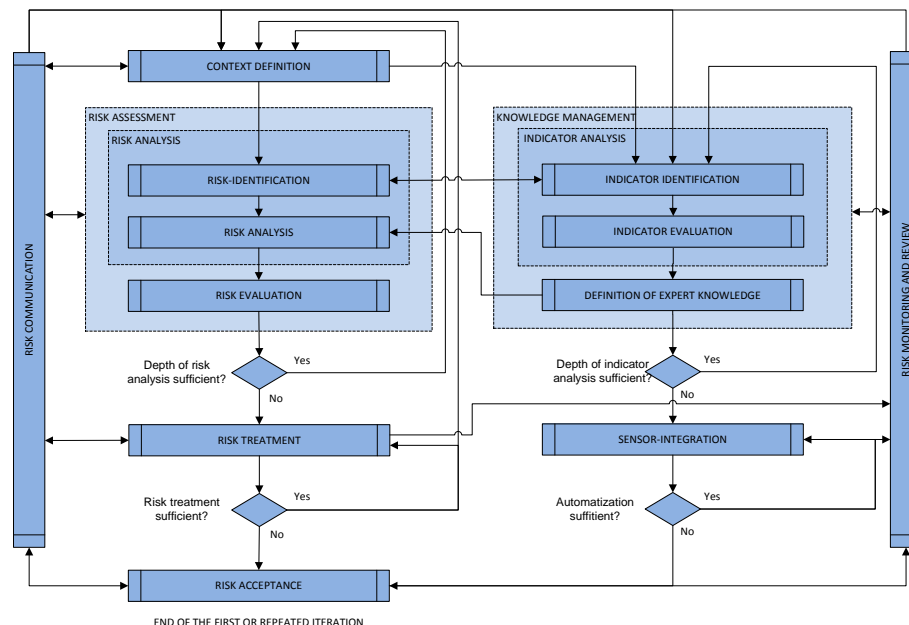 CONTEXT DEFINITION
RISK ASSESSMENT
KNOWLEDGE MANAGEMENT
RISK ANALYSIS
INDICATOR ANALYSIS
RISK-IDENTIFICATION
INDICATOR IDENTIFICATION
RISK ANALYSIS
INDICATOR EVALUATION
RISK EVALUATION
DEFINITION OF EXPERT KNOWLEDGE
RISK COMMUNICATION
RISK MONITORING AND REVIEW
Depth of risk
analysis sufficient?
Yes
No
Depth of indicator
analysis sufficient?
Yes
No
RISK TREATMENT
SENSOR-INTEGRATION
Risk treatment
sufficient?
Yes
No
Automatization
suffitient?
Yes
No
RISK ACCEPTANCE
END OF THE FIRST OR REPEATED ITERATION